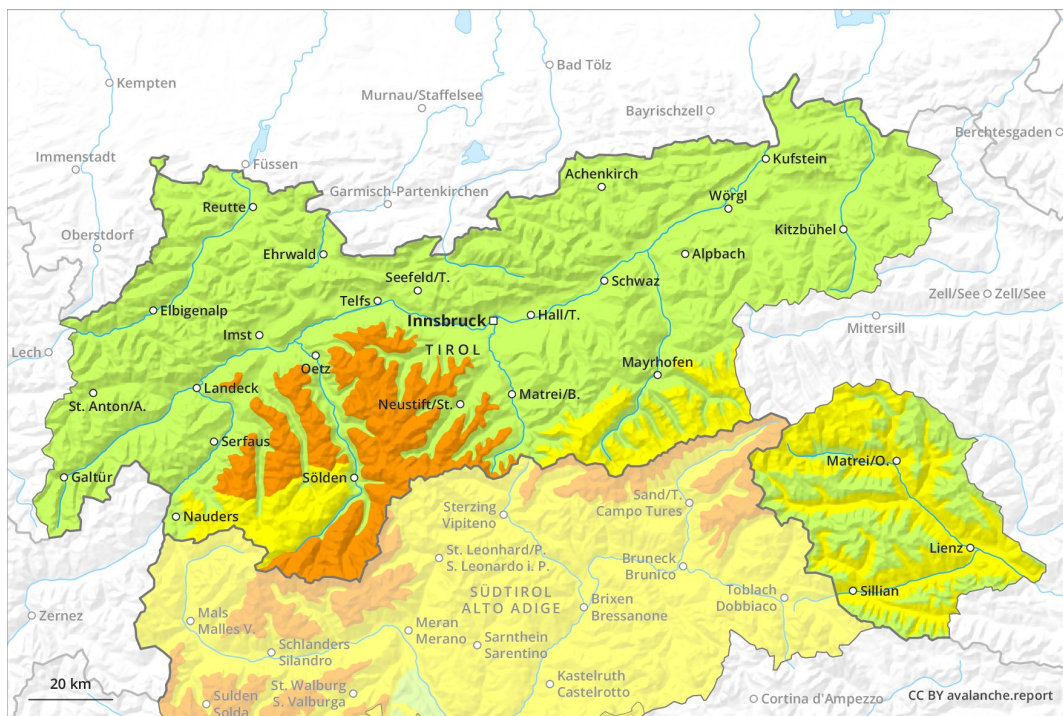 Kempten
Bad Tölz
Murnau/Staffelsee
Bayrischzell
Berchtesgaden
Immenstadt
Füssen
Kufstein
Achenkirch
Garmisch-Partenkirchen
Wörgl
Reutte
Oberstdorf
Kitzbühel
Ehrwald
Alpbach
Seefeld/T.
Schwaz
Zell/See
Zell/See
Telfs
Elbigenalp
Innsbruck
Hall/T.
Mittersill
Imst
TIROL
Lech
Oetz
Mayrhofen
Landeck
St. Anton/A.
Neustift/St.
Matrei/B.
Serfaus
Matrei/O.
Galtür
Sölden
Sand/T.
Campo Tures
Sterzing
Vipiteno
Nauders
Lienz
St. Leonhard/P.
S. Leonardo i. P.
Bruneck
Brunico
SÜDTIROL
ALTO ADIGE
Toblach
Dobbiaco
Sillian
Zernez
Mals
Malles V.
Brixen
Bressanone
Meran
Merano
Sarnthein
Sarentino
Schlanders
Silandro
20 km
St. Walburg
S. Valburga
Kastelruth
Castelrotto
Sulden
Solda
Cortina d'Ampezzo
CC BY avalanche.report